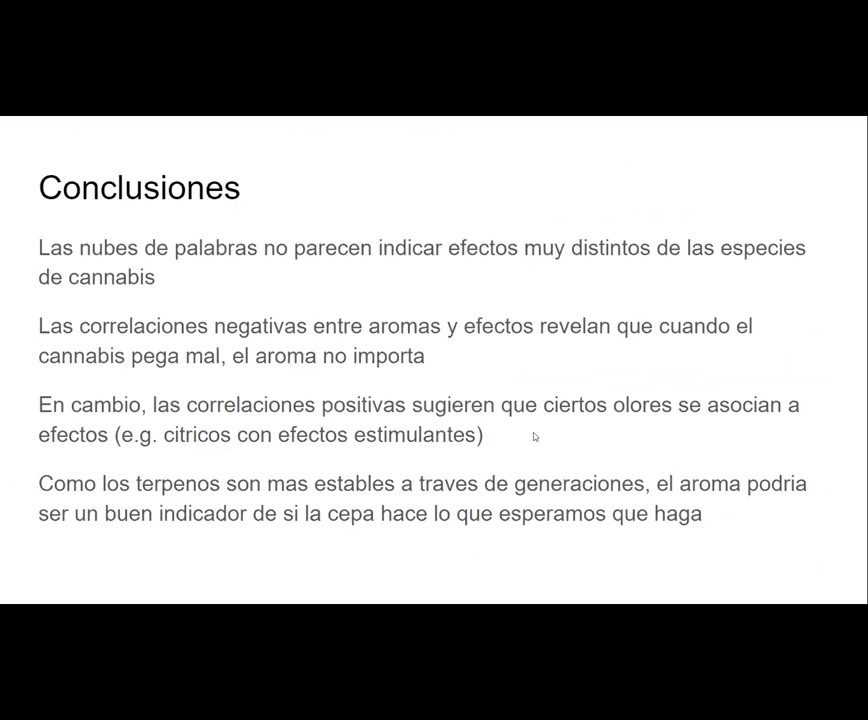 Conclusiones
Las nubes de palabras no parecen indicar efectos muy distintos de las especies
de cannabis
Las correlaciones negativas entre aromas y efectos revelan que cuando el
cannabis pega mal, el aroma no importa
En cambio, las correlaciones positivas sugieren que ciertos olores se asocian a
efectos (e.g. citricos con efectos estimulantes)
Como los terpenos son mas estables a traves de generaciones, el aroma podria
ser un buen indicador de si la cepa hace lo que esperamos que haga